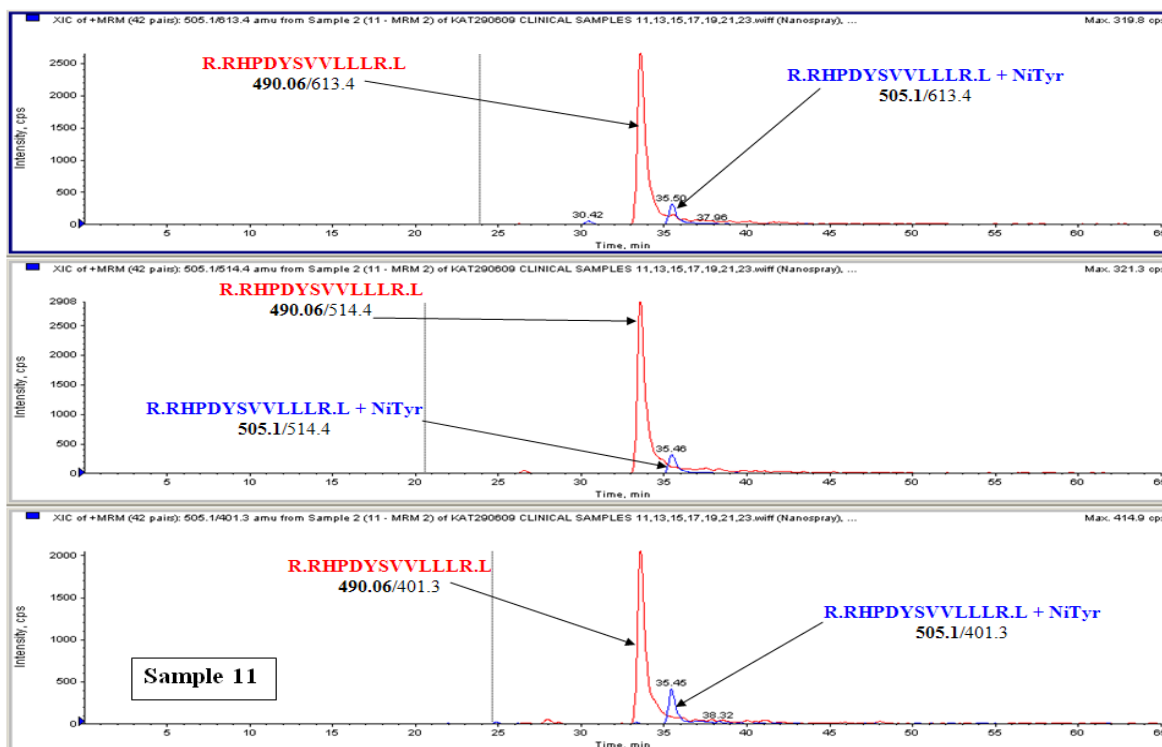 XIC of +MRM (42 pairs): 505.1/613.4 amu from Sample 2 (11 - MRM 2) of KAT290609 CLINICAL SAMPLES 11,13,15,17,19,21,23.wiff (Nanospray), ... Max. 319.8 cps
R.RHPDYSVVLLLR.L
490.06/613.4
R.RHPDYSVVLLLR.L + NiTyr
505.1/613.4
Intensity, cps
2500
2000
1500
1000
500
0
30.42
35.50
37.96
5 10 15 20 25 30 35 40 45 50 55 60 65
Time, min
XIC of +MRM (42 pairs): 505.1/514.4 amu from Sample 2 (11 - MRM 2) of KAT290609 CLINICAL SAMPLES 11,13,15,17,19,21,23.wiff (Nanospray), ... Max. 321.3 cps
R.RHPDYSVVLLLR.L
490.06/514.4
R.RHPDYSVVLLLR.L + NiTyr
505.1/514.4
Intensity, cps
2908
2500
2000
1500
1000
500
0
35.46
5 10 15 20 25 30 35 40 45 50 55 60 65
Time, min
XIC of +MRM (42 pairs): 505.1/401.3 amu from Sample 2 (11 - MRM 2) of KAT290609 CLINICAL SAMPLES 11,13,15,17,19,21,23.wiff (Nanospray), ... Max. 414.9 cps
R.RHPDYSVVLLLR.L
490.06/401.3
R.RHPDYSVVLLLR.L + NiTyr
505.1/401.3
Sample 11
Intensity, cps
2000
1500
1000
500
0
35.45
38.32
5 10 15 20 25 30 35 40 45 50 55 60 65
Time, min